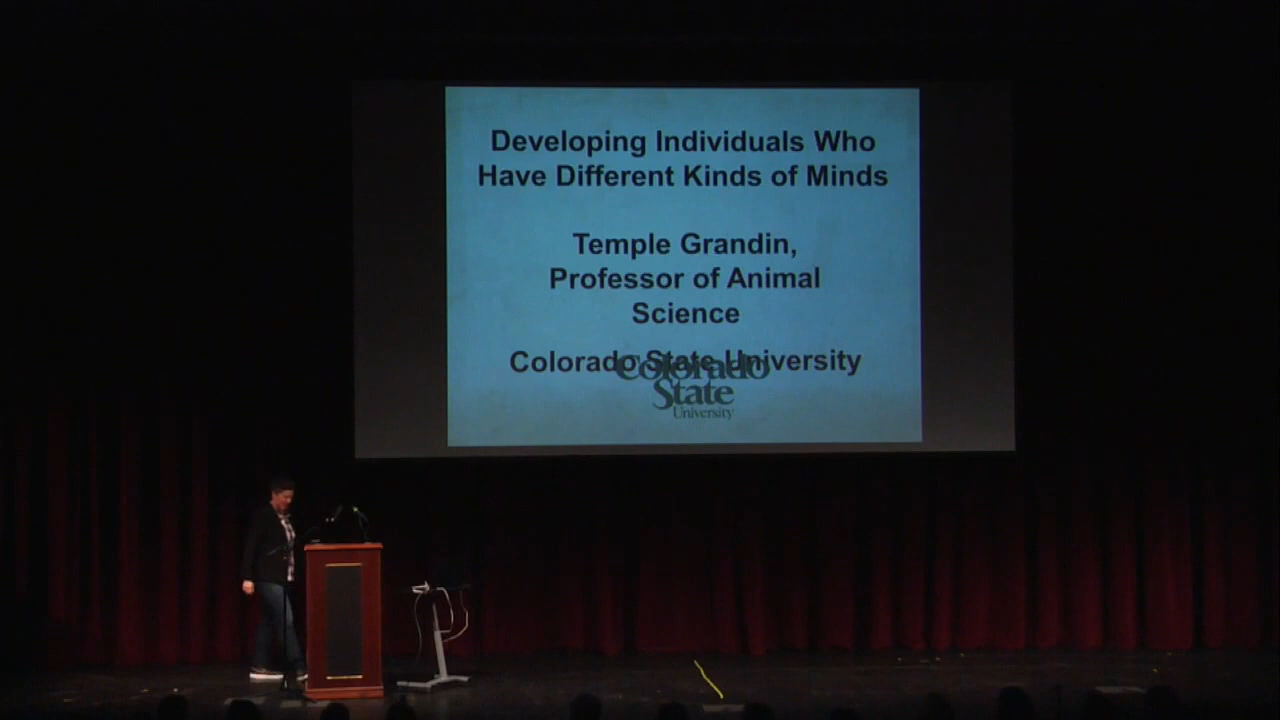 Developing Individuals Who
Have Different Kinds of Minds
Temple Grandin,
Professor of Animal
Science
Colorado State University
Colorado
State
University